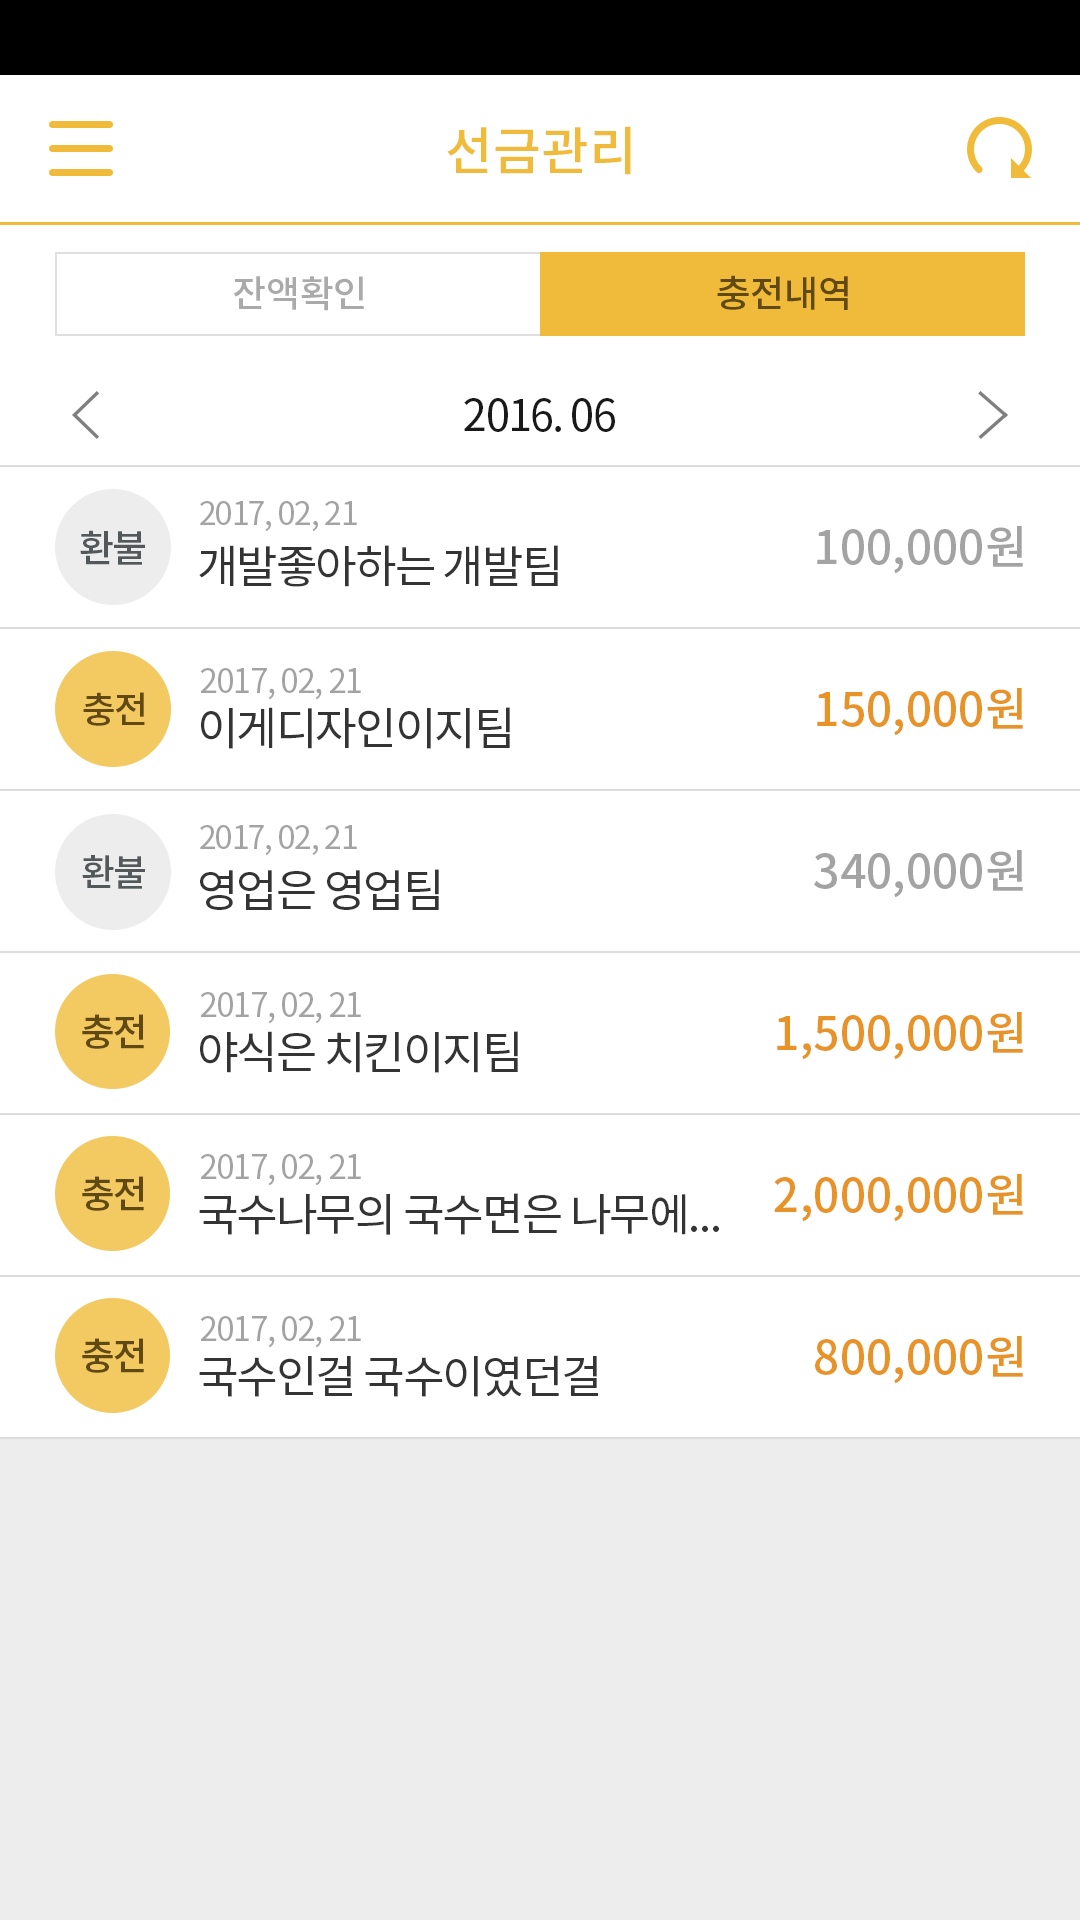 선금관리
잔액확인 충전내역
2016. 06
2017, 02, 21
환불 개발좋아하는 개발팀 100,000원
2017, 02, 21
충전 이게디자인이지팀 150,000원
2017, 02, 21
환불 영업은 영업팀 340,000원
2017, 02, 21
충전 야식은 치킨이지팀 1,500,000원
2017, 02, 21
충전 국수나무의 국수면은 나무에... 2,000,000원
2017, 02, 21
충전 국수인걸 국수이였던걸 800,000원